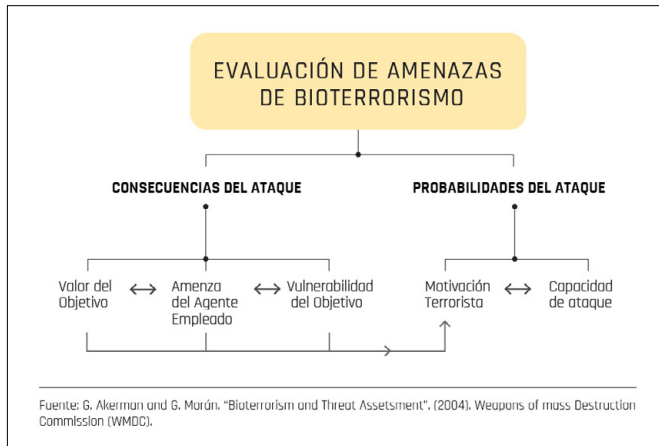 EVALUACIÓN DE AMENAZAS
DE BIOTERRORISMO
CONSECUENCIAS DEL ATAQUE
PROBABILIDADES DEL ATAQUE
Valor del
Objetivo
Amenza
del Agente
Empleado
Vulnerabilidad
del Objetivo
Motivación
Terrorista
Capacidad
de ataque
Fuente: G. Akerman and G. Morán. "Bioterrorism and Threat Assetsment". (2004). Weapons of mass Destruction
Commission (WMDC).